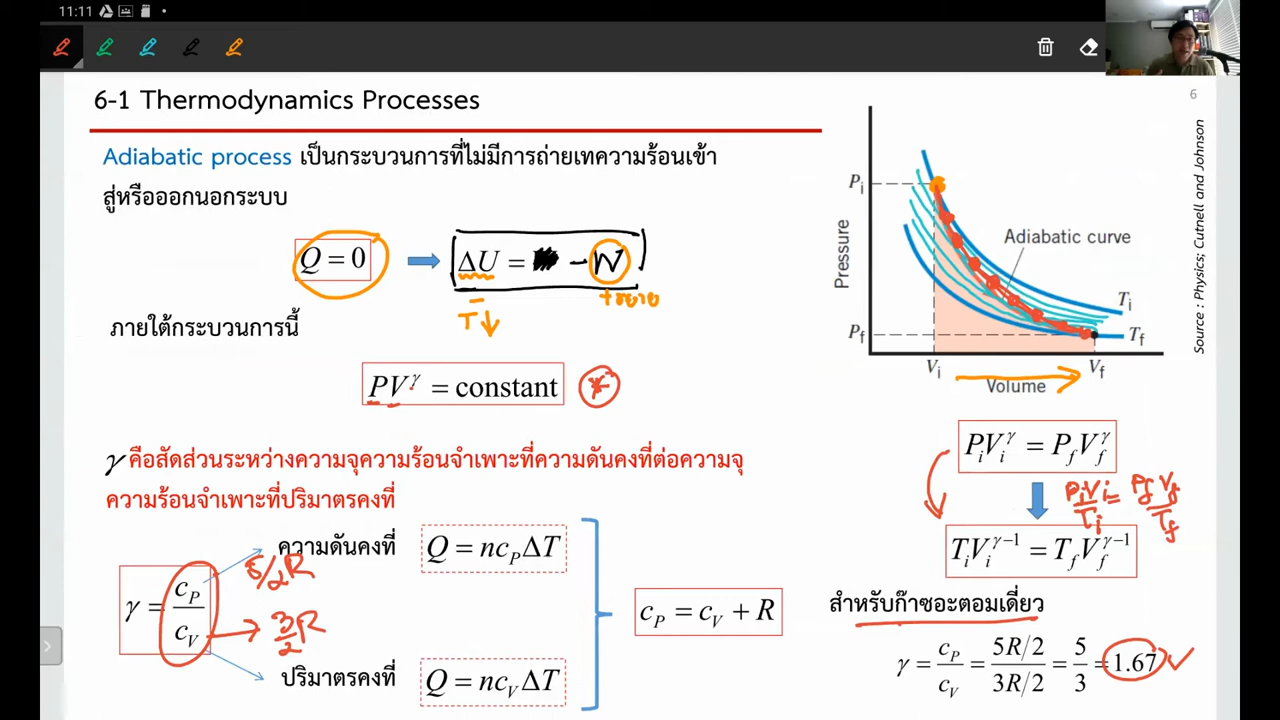 11:11
6-1 Thermodynamics Processes
6
Adiabatic process เป็นกระบวนการที่ไม่มีการถ่ายเทความร้อนเข้า
สู่หรือออกนอกระบบ
Q = 0
ΔU = −W
+ขยาย
T↓
ภายใต้กระบวนการนี้
PV^γ = constant
γ คือสัดส่วนระหว่างความจุความร้อนจำเพาะที่ความดันคงที่ต่อความจุ
ความร้อนจำเพาะที่ปริมาตรคงที่
ความดันคงที่
Q = nc_PΔT
5/2R
γ = c_P/c_V
3/2R
c_P = c_V + R
ปริมาตรคงที่
Q = nc_VΔT
P_i
Pressure
Adiabatic curve
T_i
P_f
T_f
V_i
V_f
Volume
Source : Physics; Cutnell and Johnson
P_iV_i^γ = P_fV_f^γ
P_iV_i/T_i = P_fV_f/T_f
T_iV_i^(γ−1) = T_fV_f^(γ−1)
สำหรับก๊าซอะตอมเดี่ยว
γ = c_P/c_V = 5R/2 / 3R/2 = 5/3 = 1.67